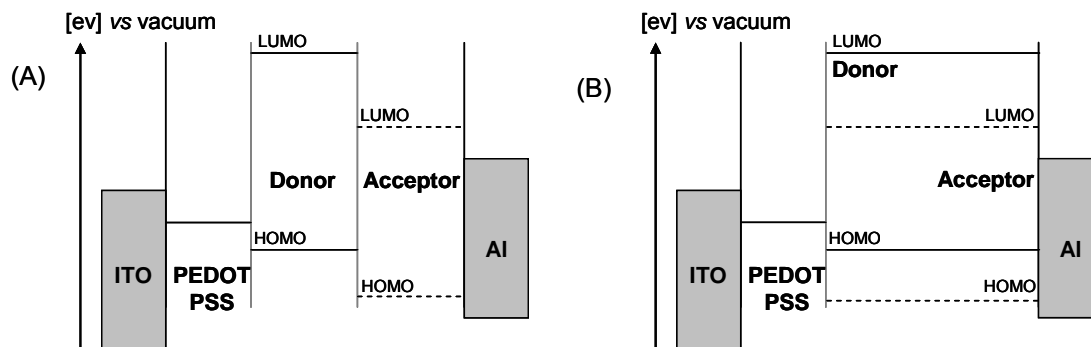 [ev] vs vacuum
(A)
LUMO
LUMO
Donor
Acceptor
HOMO
HOMO
ITO
PEDOT
PSS
Al
[ev] vs vacuum
(B)
LUMO
Donor
LUMO
Acceptor
HOMO
HOMO
ITO
PEDOT
PSS
Al